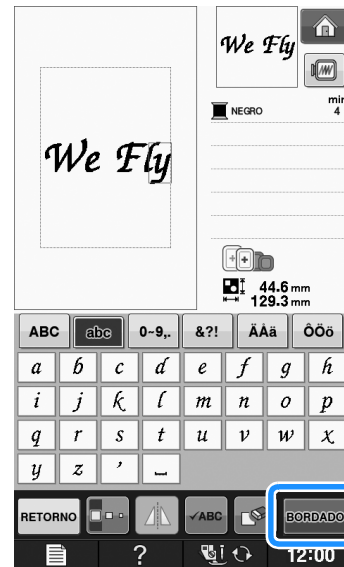 We Fly
We Fly
NEGRO
min
4
44.6 mm
129.3 mm
ABC abc 0~9,. &?! ÄÅä ÔÖö
a b c d e f g h
i j k l m n o p
q r s t u v w x
y z ’ _
RETORNO ✓ABC BORDADO
? 12:00